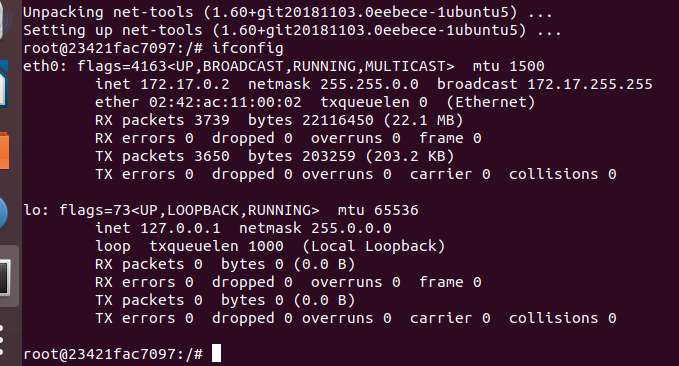 Unpacking net-tools (1.60+git20181103.0eebece-1ubuntu5) ...
Setting up net-tools (1.60+git20181103.0eebece-1ubuntu5) ...
root@23421fac7097:/# ifconfig
eth0: flags=4163<UP,BROADCAST,RUNNING,MULTICAST>  mtu 1500
        inet 172.17.0.2  netmask 255.255.0.0  broadcast 172.17.255.255
        ether 02:42:ac:11:00:02  txqueuelen 0  (Ethernet)
        RX packets 3739  bytes 22116450 (22.1 MB)
        RX errors 0  dropped 0  overruns 0  frame 0
        TX packets 3650  bytes 203259 (203.2 KB)
        TX errors 0  dropped 0 overruns 0  carrier 0  collisions 0

lo: flags=73<UP,LOOPBACK,RUNNING>  mtu 65536
        inet 127.0.0.1  netmask 255.0.0.0
        loop  txqueuelen 1000  (Local Loopback)
        RX packets 0  bytes 0 (0.0 B)
        RX errors 0  dropped 0  overruns 0  frame 0
        TX packets 0  bytes 0 (0.0 B)
        TX errors 0  dropped 0 overruns 0  carrier 0  collisions 0

root@23421fac7097:/#